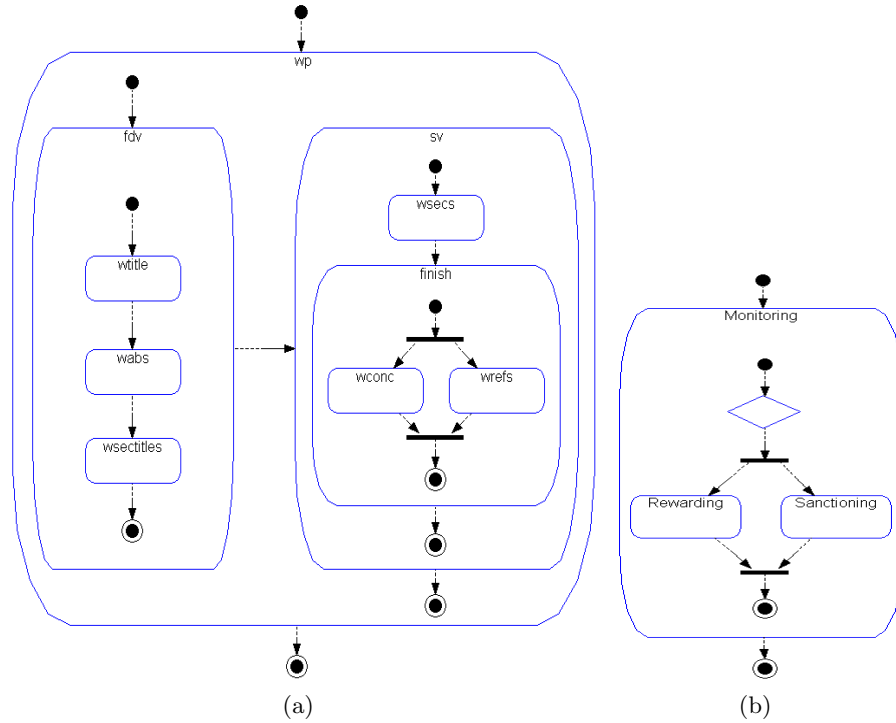 wp
fdv
sv
wsecs
wtitle
finish
Monitoring
wabs
wconc
wrefs
wsectitles
Rewarding
Sanctioning
(a)
(b)